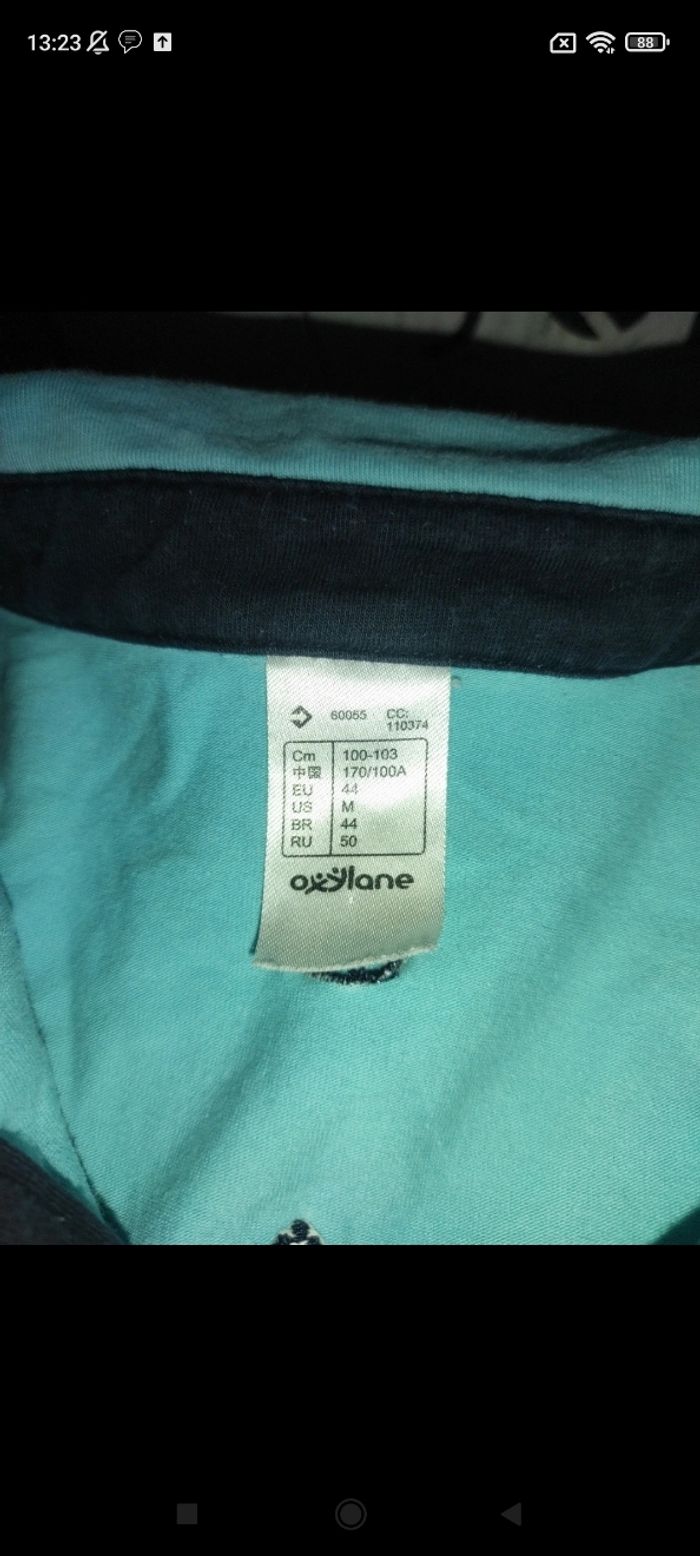 13:23
88
60055 CC:
110374
Cm 100-103
中国 170/100A
EU 44
US M
BR 44
RU 50
oxylane